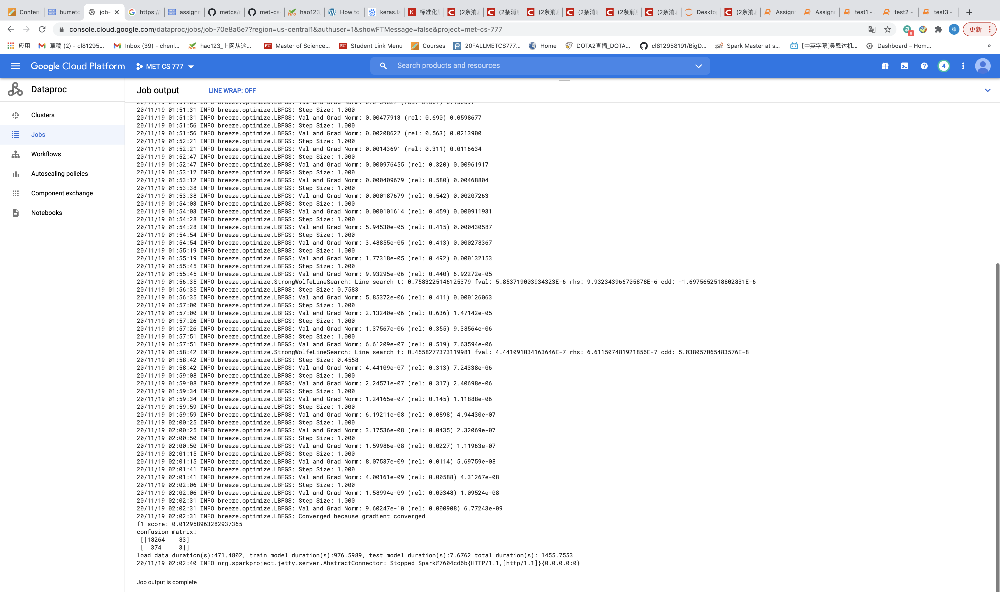 Conten
bumetc
job-
https:/
assignm
metcs/
met-cs
hao123
How to
keras.la
标准化
(2条消息
(2条消息
(2条消息
(2条消息
(2条消息
(2条消息
Deskto
(2条消息
Assignm
Assignm
test1 -
test2 -
test3 -
console.cloud.google.com/dataproc/jobs/job-70e8a6e7?region=us-central1&authuser=1&showFTMessage=false&project=met-cs-777
9
更新
应用
草稿 (2) - cl81295...
Inbox (39) - chenl...
hao123_上网从这...
Master of Science...
Student Link Menu
Courses
20FALLMETCS777...
Home
DOTA2直播_DOTA...
cl812958191/BigD...
Spark Master at s...
[中英字幕]吴恩达机...
Dashboard – Hom...
»
Google Cloud Platform
MET CS 777
Search products and resources
4
Dataproc
Clusters
Jobs
Workflows
Autoscaling policies
Component exchange
Notebooks
Job output
LINE WRAP: OFF
20/11/19 01:51:31 INFO breeze.optimize.LBFGS: Step Size: 1.000
20/11/19 01:51:31 INFO breeze.optimize.LBFGS: Val and Grad Norm: 0.00477913 (rel: 0.690) 0.0598677
20/11/19 01:51:56 INFO breeze.optimize.LBFGS: Step Size: 1.000
20/11/19 01:51:56 INFO breeze.optimize.LBFGS: Val and Grad Norm: 0.00208622 (rel: 0.563) 0.0213900
20/11/19 01:52:21 INFO breeze.optimize.LBFGS: Step Size: 1.000
20/11/19 01:52:21 INFO breeze.optimize.LBFGS: Val and Grad Norm: 0.00143691 (rel: 0.311) 0.0116634
20/11/19 01:52:47 INFO breeze.optimize.LBFGS: Step Size: 1.000
20/11/19 01:52:47 INFO breeze.optimize.LBFGS: Val and Grad Norm: 0.000976455 (rel: 0.320) 0.00961917
20/11/19 01:53:12 INFO breeze.optimize.LBFGS: Step Size: 1.000
20/11/19 01:53:12 INFO breeze.optimize.LBFGS: Val and Grad Norm: 0.000409679 (rel: 0.580) 0.00468804
20/11/19 01:53:38 INFO breeze.optimize.LBFGS: Step Size: 1.000
20/11/19 01:53:38 INFO breeze.optimize.LBFGS: Val and Grad Norm: 0.000187679 (rel: 0.542) 0.00207263
20/11/19 01:54:03 INFO breeze.optimize.LBFGS: Step Size: 1.000
20/11/19 01:54:03 INFO breeze.optimize.LBFGS: Val and Grad Norm: 0.000101614 (rel: 0.459) 0.000911931
20/11/19 01:54:28 INFO breeze.optimize.LBFGS: Step Size: 1.000
20/11/19 01:54:28 INFO breeze.optimize.LBFGS: Val and Grad Norm: 5.94530e-05 (rel: 0.415) 0.000430587
20/11/19 01:54:54 INFO breeze.optimize.LBFGS: Step Size: 1.000
20/11/19 01:54:54 INFO breeze.optimize.LBFGS: Val and Grad Norm: 3.48855e-05 (rel: 0.413) 0.000278367
20/11/19 01:55:19 INFO breeze.optimize.LBFGS: Step Size: 1.000
20/11/19 01:55:19 INFO breeze.optimize.LBFGS: Val and Grad Norm: 1.77318e-05 (rel: 0.492) 0.000132153
20/11/19 01:55:45 INFO breeze.optimize.LBFGS: Step Size: 1.000
20/11/19 01:55:45 INFO breeze.optimize.LBFGS: Val and Grad Norm: 9.93295e-06 (rel: 0.440) 6.92272e-05
20/11/19 01:56:35 INFO breeze.optimize.StrongWolfeLineSearch: Line search t: 0.7583225146125379 fval: 5.853719003934323E-6 rhs: 9.932343966705878E-6 cdd: -1.6975652518802831E-6
20/11/19 01:56:35 INFO breeze.optimize.LBFGS: Step Size: 0.7583
20/11/19 01:56:35 INFO breeze.optimize.LBFGS: Val and Grad Norm: 5.85372e-06 (rel: 0.411) 0.000126063
20/11/19 01:57:00 INFO breeze.optimize.LBFGS: Step Size: 1.000
20/11/19 01:57:00 INFO breeze.optimize.LBFGS: Val and Grad Norm: 2.13240e-06 (rel: 0.636) 1.47142e-05
20/11/19 01:57:26 INFO breeze.optimize.LBFGS: Step Size: 1.000
20/11/19 01:57:26 INFO breeze.optimize.LBFGS: Val and Grad Norm: 1.37567e-06 (rel: 0.355) 9.38564e-06
20/11/19 01:57:51 INFO breeze.optimize.LBFGS: Step Size: 1.000
20/11/19 01:57:51 INFO breeze.optimize.LBFGS: Val and Grad Norm: 6.61209e-07 (rel: 0.519) 7.63594e-06
20/11/19 01:58:42 INFO breeze.optimize.StrongWolfeLineSearch: Line search t: 0.4558277373119981 fval: 4.441091034163646E-7 rhs: 6.611507481921856E-7 cdd: 5.038057065483576E-8
20/11/19 01:58:42 INFO breeze.optimize.LBFGS: Step Size: 0.4558
20/11/19 01:58:42 INFO breeze.optimize.LBFGS: Val and Grad Norm: 4.44109e-07 (rel: 0.313) 7.24338e-06
20/11/19 01:59:08 INFO breeze.optimize.LBFGS: Step Size: 1.000
20/11/19 01:59:08 INFO breeze.optimize.LBFGS: Val and Grad Norm: 2.24571e-07 (rel: 0.317) 2.40698e-06
20/11/19 01:59:34 INFO breeze.optimize.LBFGS: Step Size: 1.000
20/11/19 01:59:34 INFO breeze.optimize.LBFGS: Val and Grad Norm: 1.24165e-07 (rel: 0.145) 1.11888e-06
20/11/19 01:59:59 INFO breeze.optimize.LBFGS: Step Size: 1.000
20/11/19 01:59:59 INFO breeze.optimize.LBFGS: Val and Grad Norm: 6.19211e-08 (rel: 0.0898) 4.94430e-07
20/11/19 02:00:25 INFO breeze.optimize.LBFGS: Step Size: 1.000
20/11/19 02:00:25 INFO breeze.optimize.LBFGS: Val and Grad Norm: 3.17536e-08 (rel: 0.0435) 2.32069e-07
20/11/19 02:00:50 INFO breeze.optimize.LBFGS: Step Size: 1.000
20/11/19 02:00:50 INFO breeze.optimize.LBFGS: Val and Grad Norm: 1.59986e-08 (rel: 0.0227) 1.11963e-07
20/11/19 02:01:15 INFO breeze.optimize.LBFGS: Step Size: 1.000
20/11/19 02:01:15 INFO breeze.optimize.LBFGS: Val and Grad Norm: 8.07537e-09 (rel: 0.0114) 5.69759e-08
20/11/19 02:01:41 INFO breeze.optimize.LBFGS: Step Size: 1.000
20/11/19 02:01:41 INFO breeze.optimize.LBFGS: Val and Grad Norm: 4.00161e-09 (rel: 0.00588) 4.31267e-08
20/11/19 02:02:06 INFO breeze.optimize.LBFGS: Step Size: 1.000
20/11/19 02:02:06 INFO breeze.optimize.LBFGS: Val and Grad Norm: 1.58994e-09 (rel: 0.00348) 1.09524e-08
20/11/19 02:02:31 INFO breeze.optimize.LBFGS: Step Size: 1.000
20/11/19 02:02:31 INFO breeze.optimize.LBFGS: Val and Grad Norm: 9.60247e-10 (rel: 0.000908) 6.77243e-09
20/11/19 02:02:31 INFO breeze.optimize.LBFGS: Converged because gradient converged
f1 score: 0.012958963282937365
confusion matrix:
[[18264 83]
[ 374 3]]
load data duration(s):471.4802, train model duration(s):976.5989, test model duration(s):7.6762 total duration(s): 1455.7553
20/11/19 02:02:40 INFO org.sparkproject.jetty.server.AbstractConnector: Stopped Spark@7604cd6b{HTTP/1.1,[http/1.1]}{0.0.0.0:0}
Job output is complete